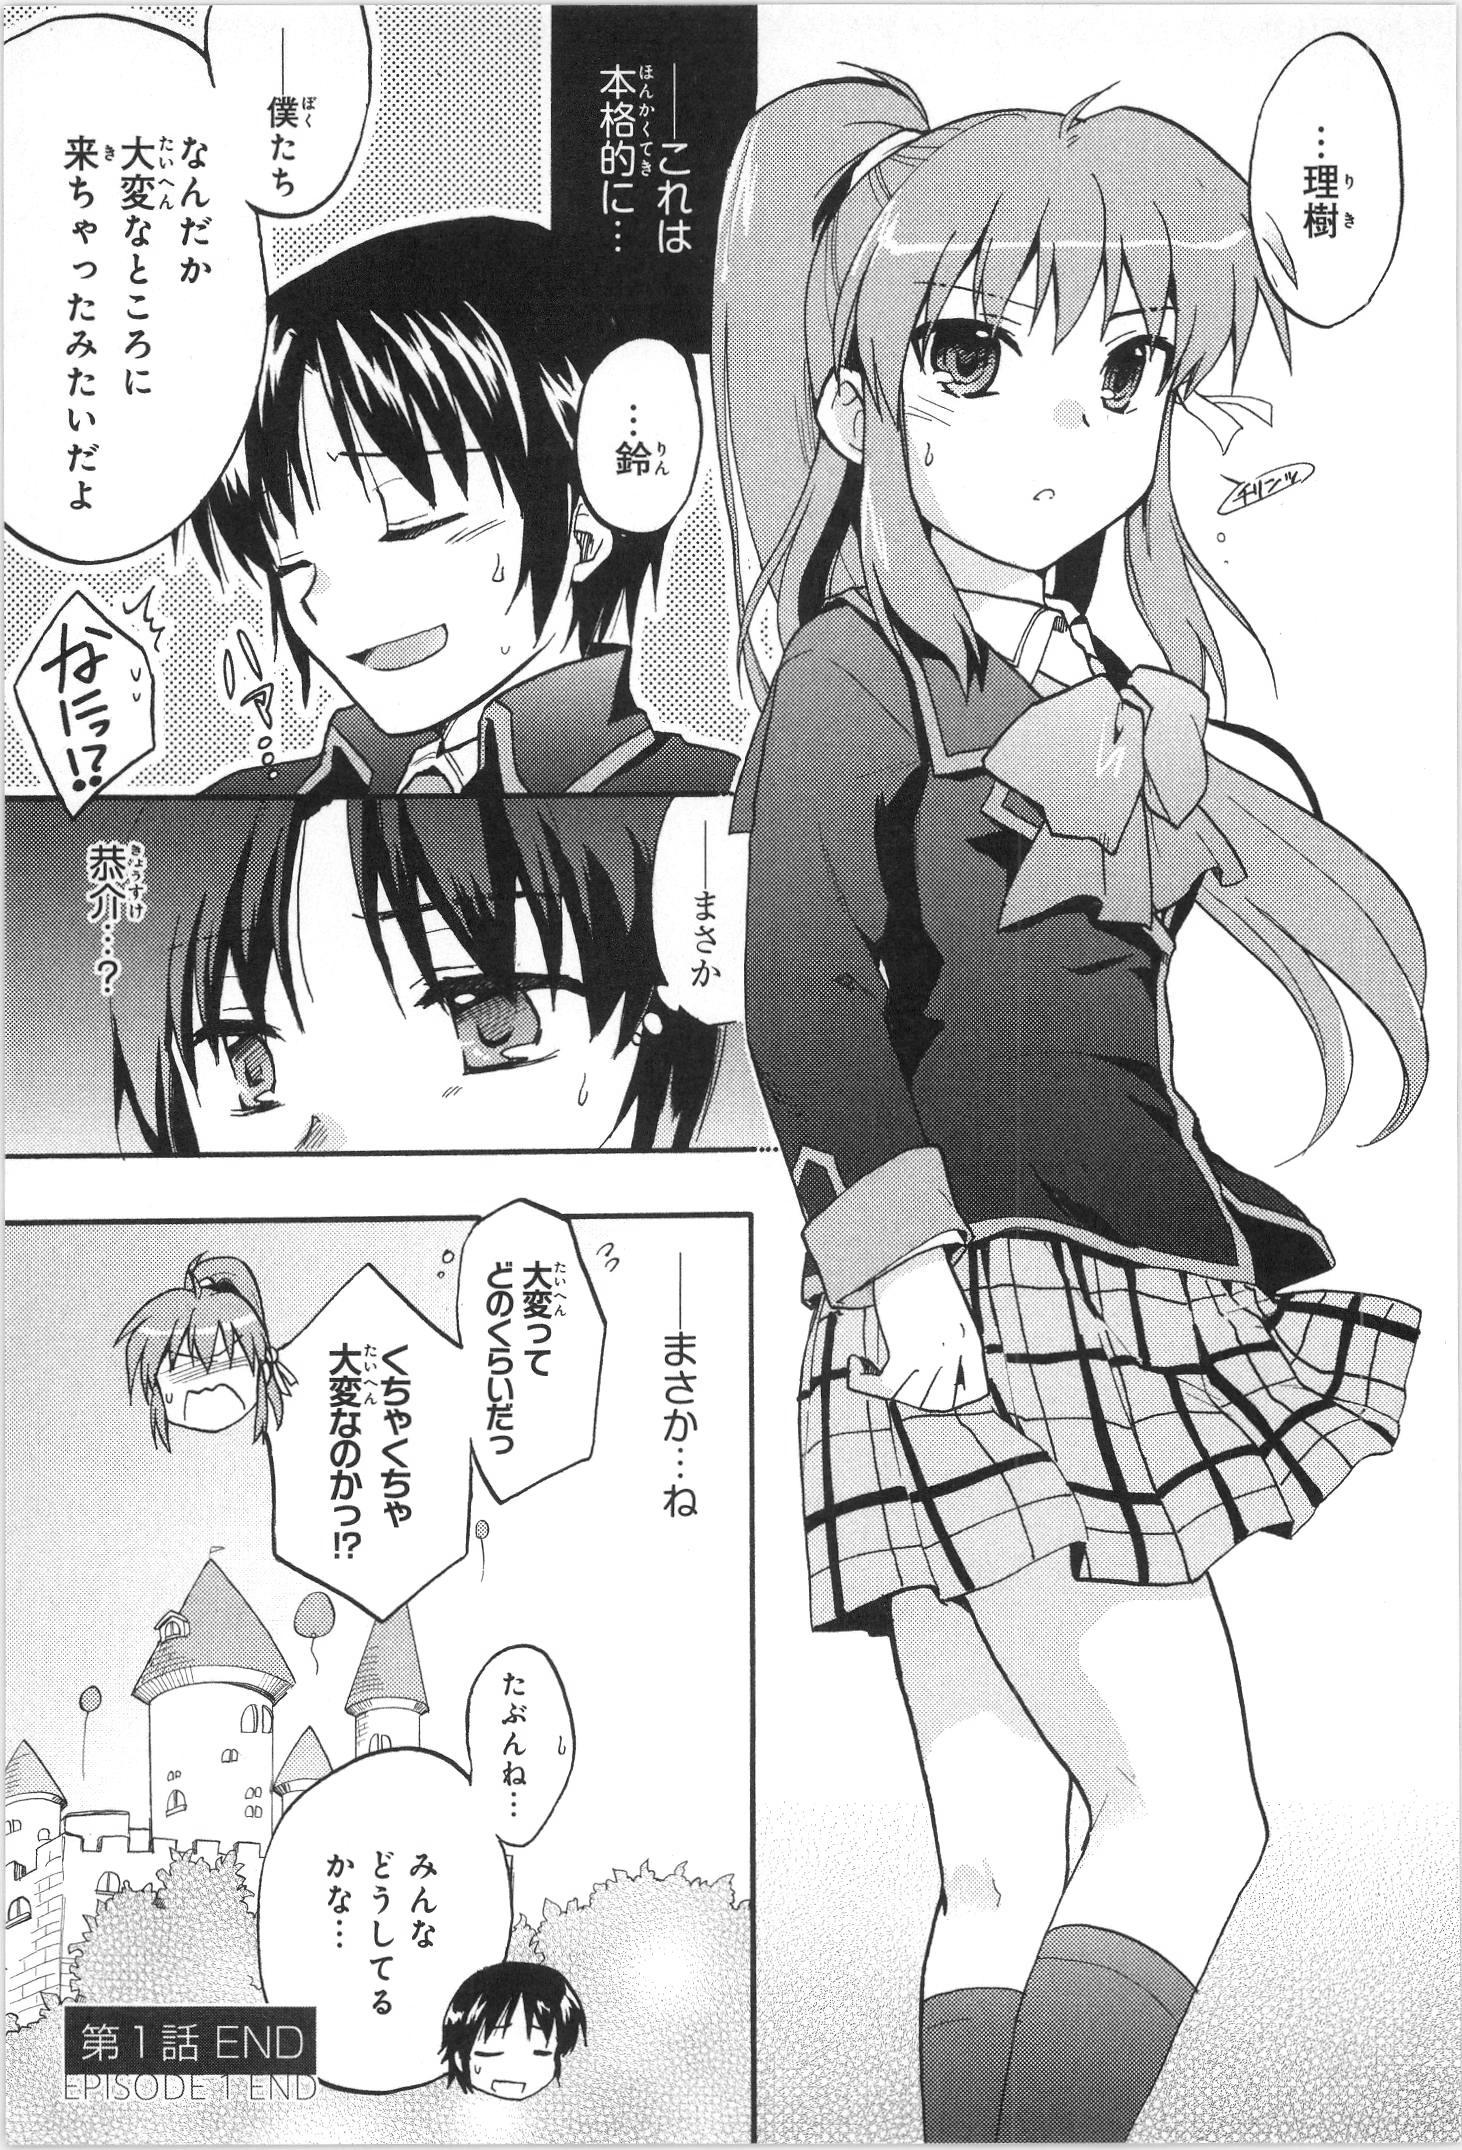 …理樹
チリンッ
――これは
本格的に…
…鈴
――僕たち
なんだか
大変なところに
来ちゃったみたいだよ
なにっ!?
――まさか
恭介…?
――まさか…ね
大変って
どのくらいだっ
くちゃくちゃ
大変なのかっ!?
たぶんね…
みんな
どうしてる
かな…
第1話 END
EPISODE 1 END